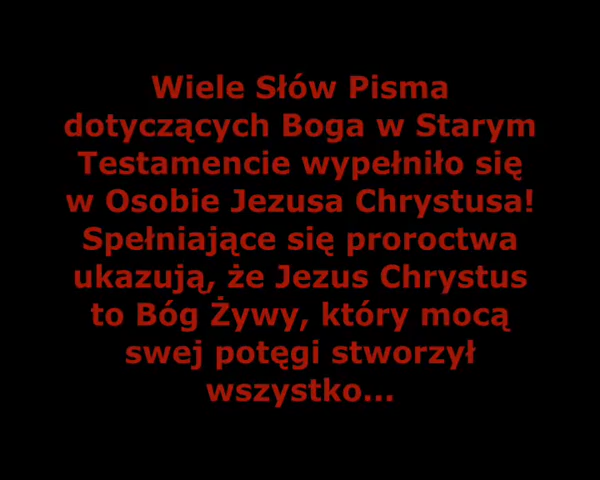 Wiele Słów Pisma
dotyczących Boga w Starym
Testamencie wypełniło się
w Osobie Jezusa Chrystusa!
Spełniające się proroctwa
ukazują, że Jezus Chrystus
to Bóg Żywy, który mocą
swej potęgi stworzył
wszystko...